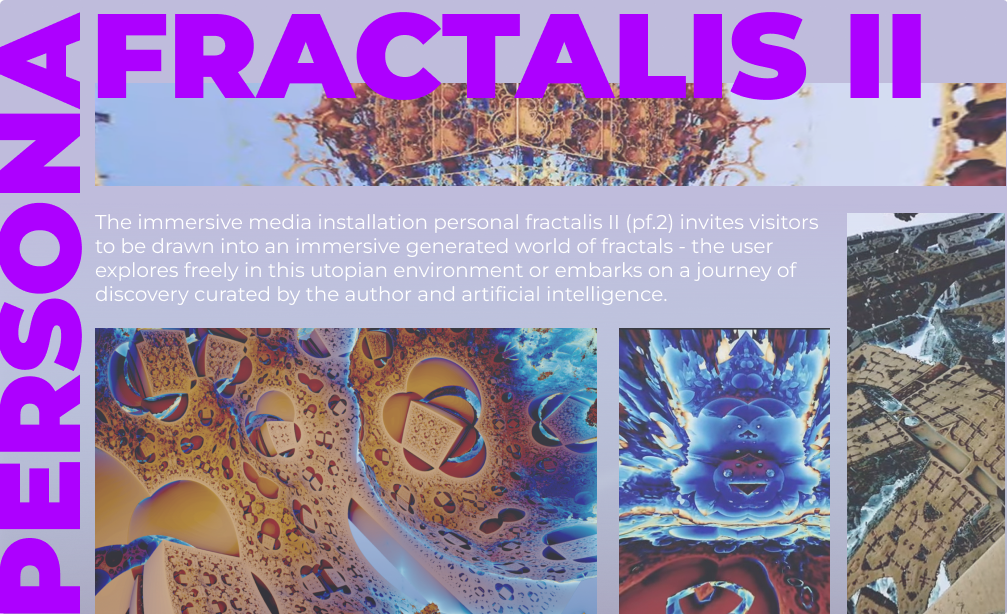 PERSONA
FRACTALIS II
The immersive media installation personal fractalis II (pf.2) invites visitors
to be drawn into an immersive generated world of fractals - the user
explores freely in this utopian environment or embarks on a journey of
discovery curated by the author and artificial intelligence.